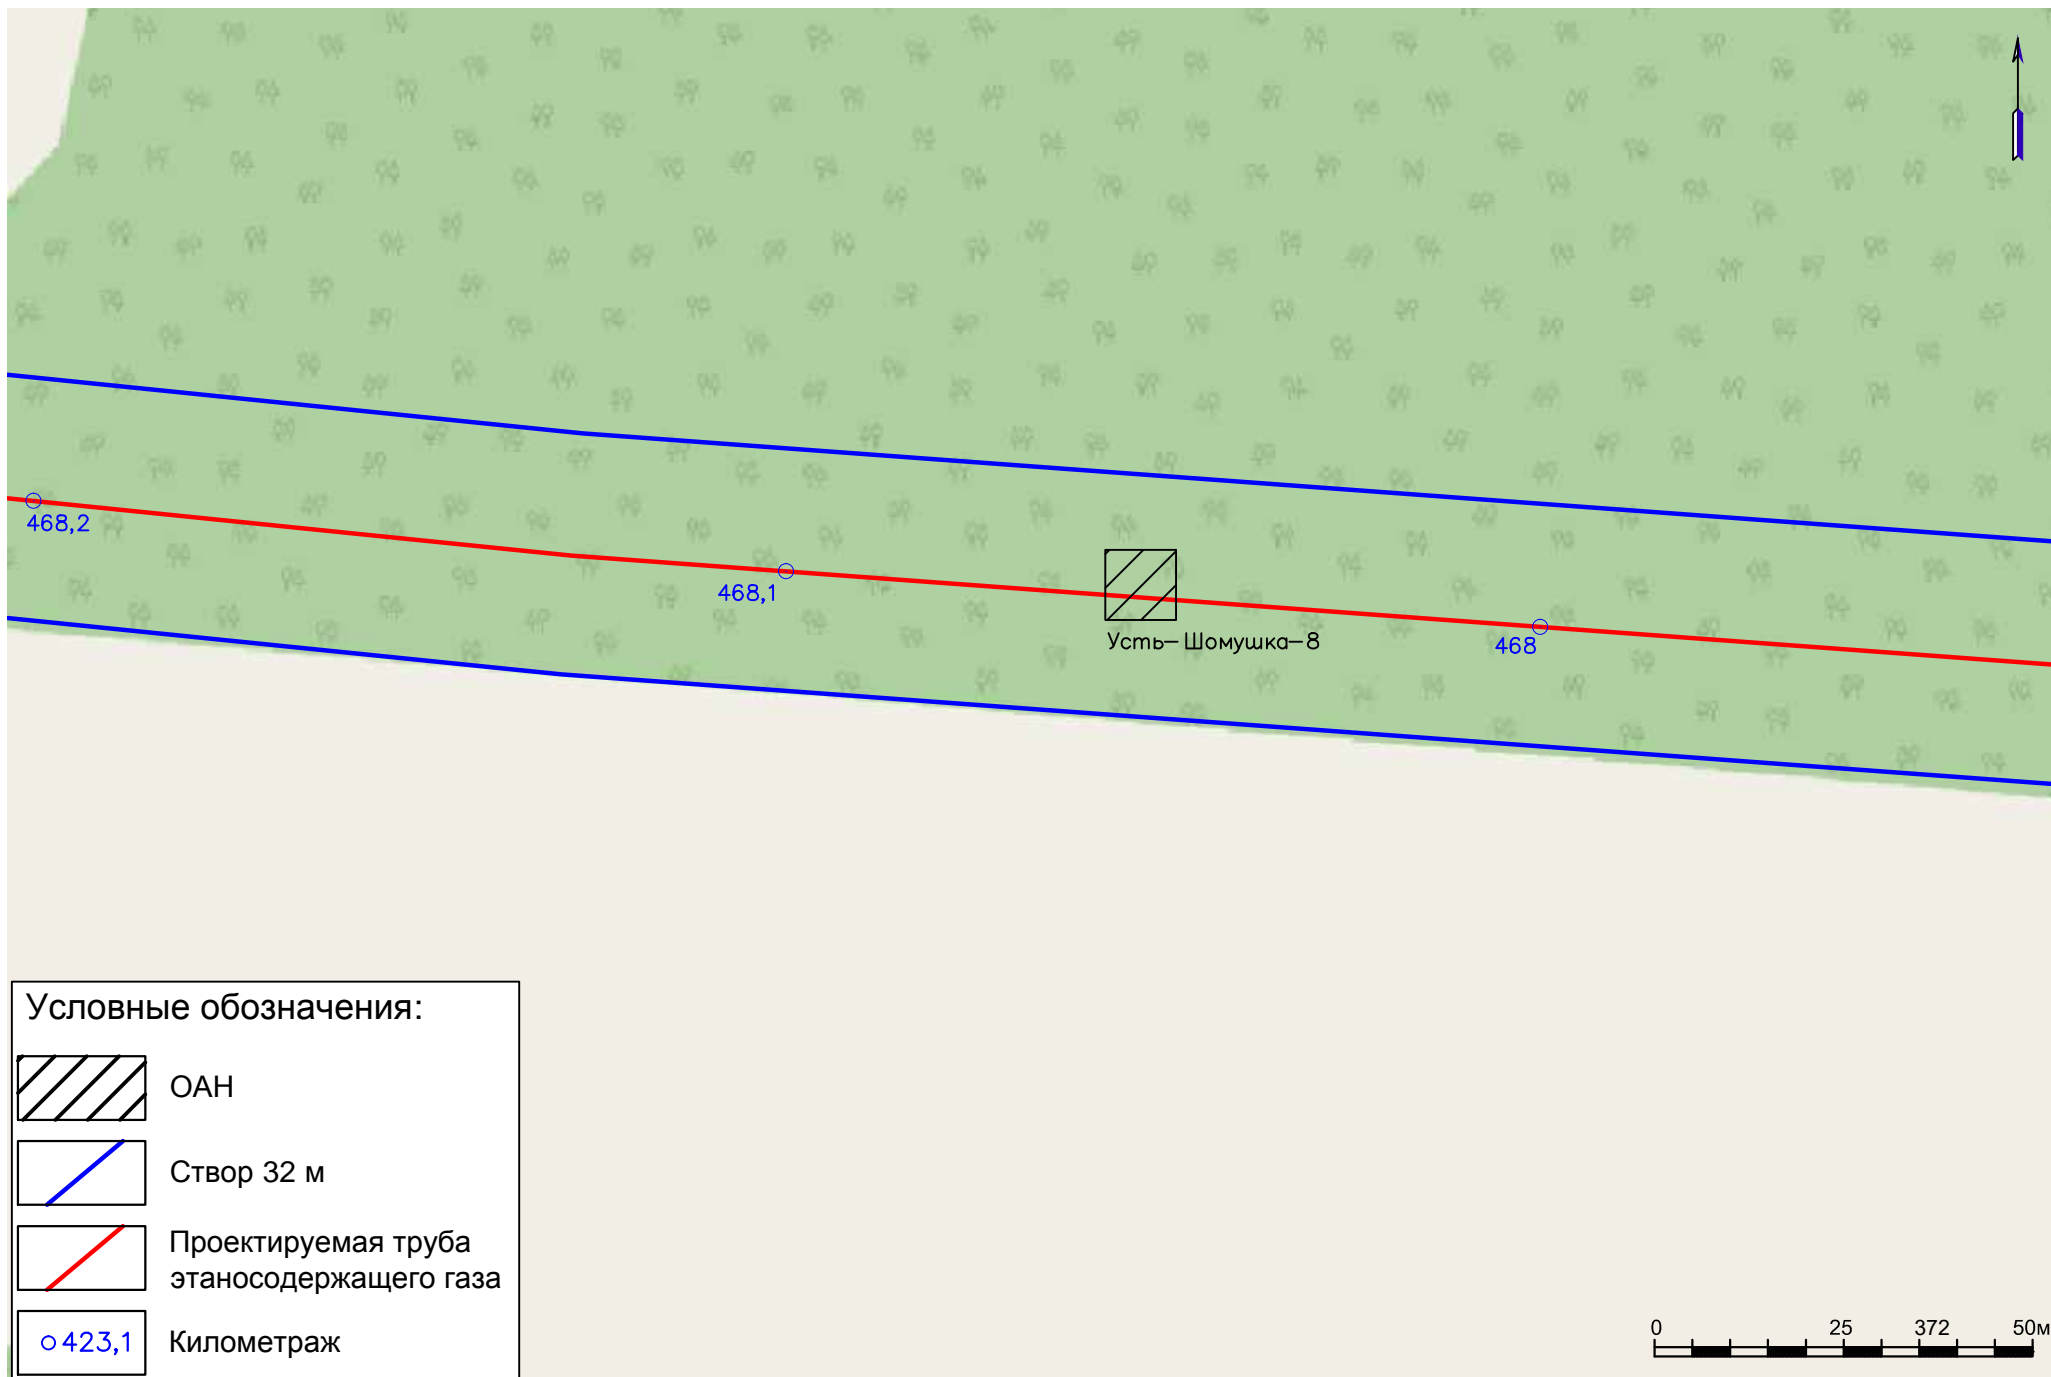 468,2
468,1
Усть-Шомушка-8
468
Условные обозначения:
ОАН
Створ 32 м
Проектируемая труба
этаносодержащего газа
423,1
Километраж
0 25 372 50м